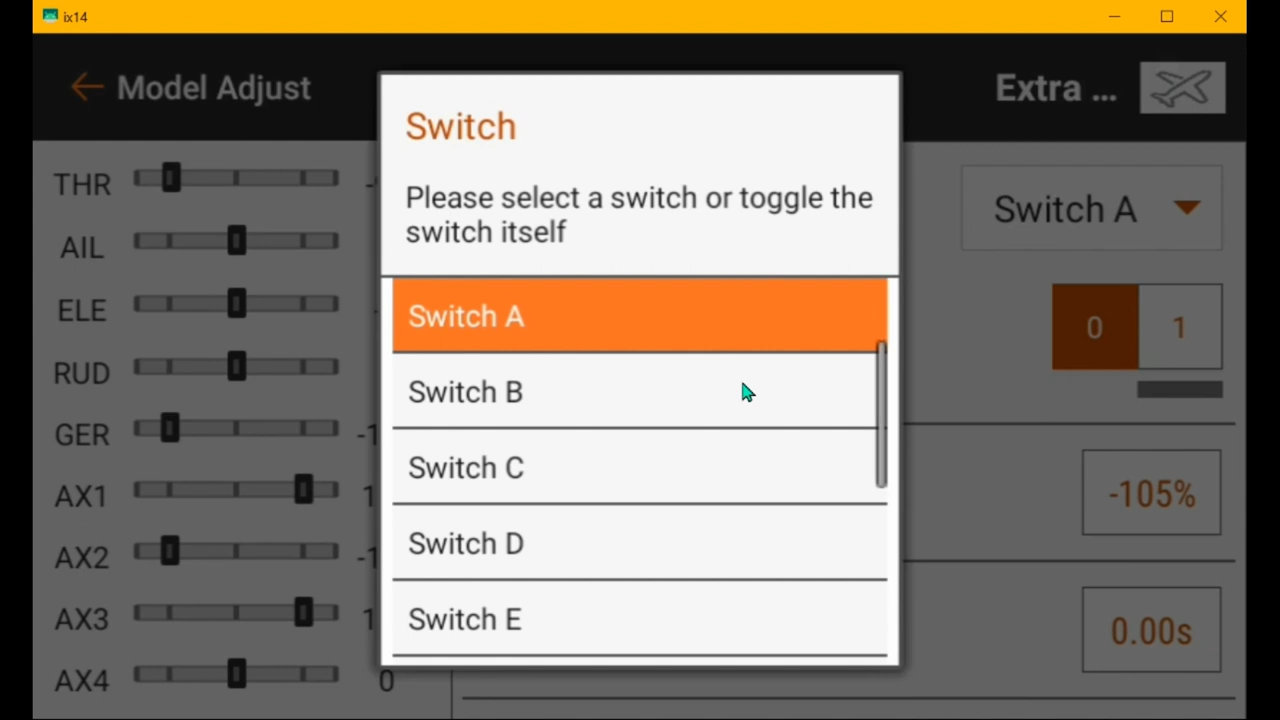 ix14
Model Adjust
Extra ...
Switch
Please select a switch or toggle the
switch itself
Switch A
Switch B
Switch C
Switch D
Switch E
THR
AIL
ELE
RUD
GER
AX1
AX2
AX3
AX4
0
Switch A
0 1
-105%
0.00s